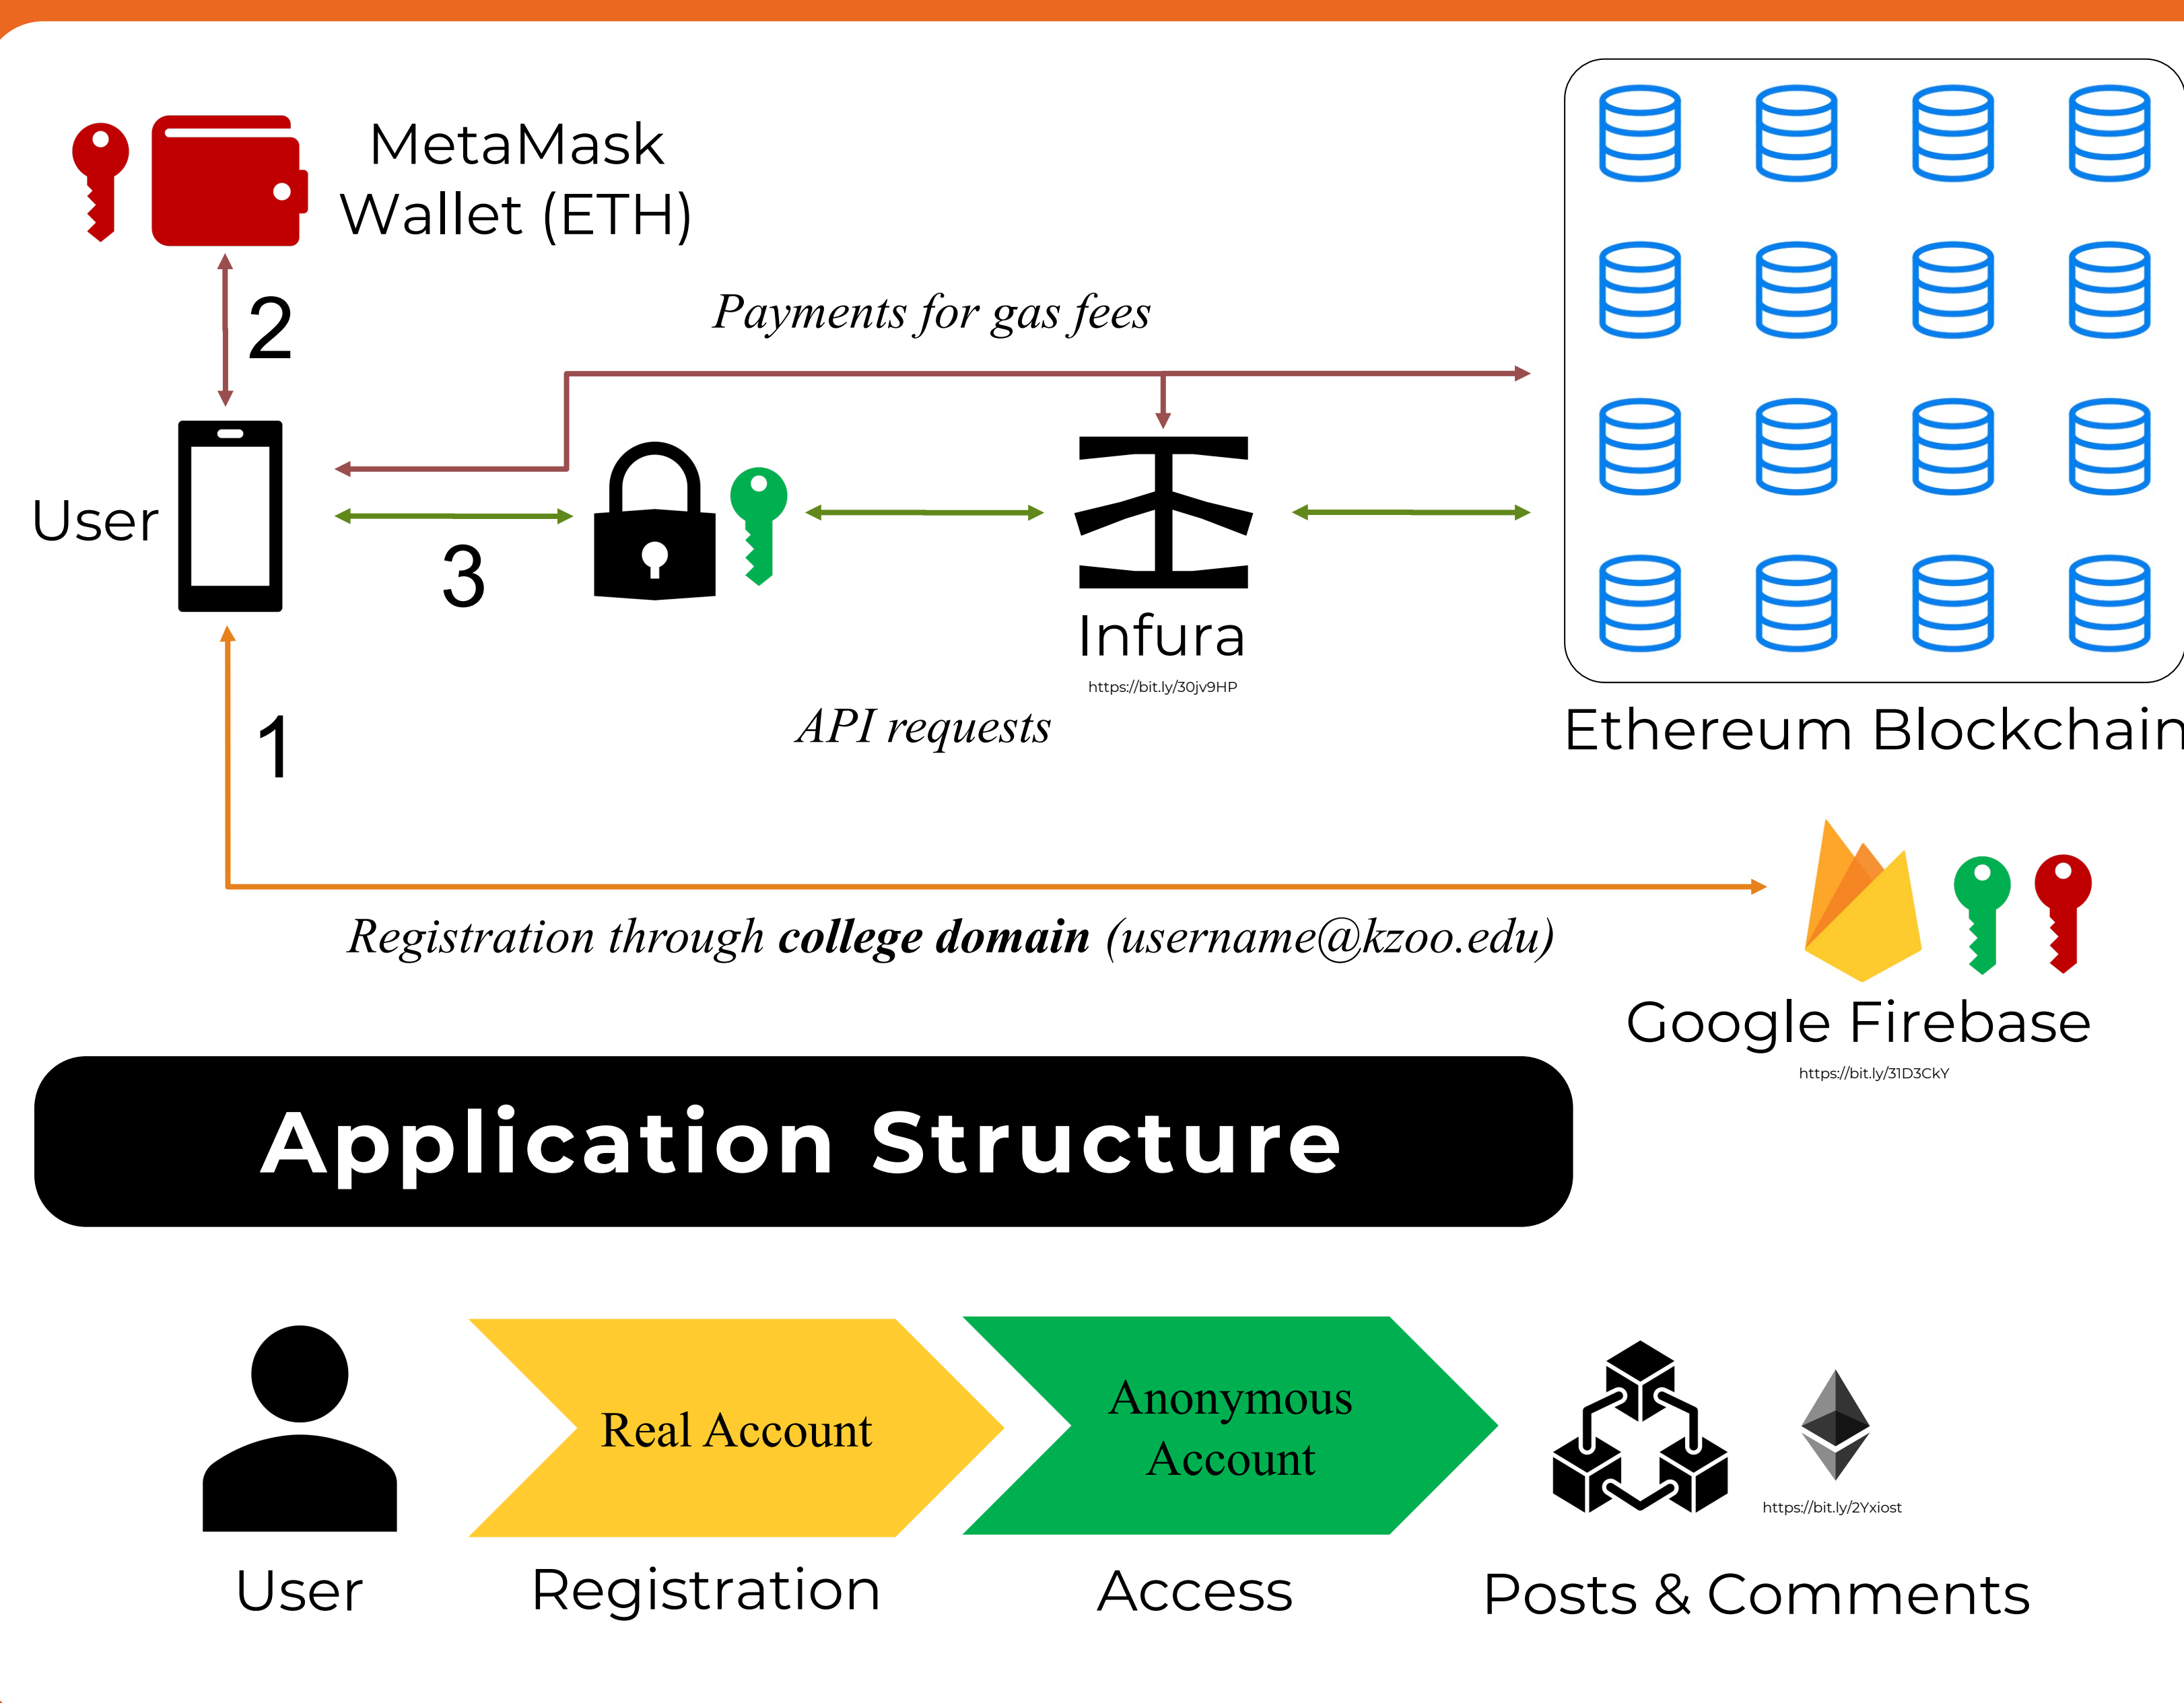 MetaMask
Wallet (ETH)
2
Payments for gas fees
User
3
Infura
https://bit.ly/30jv9HP
API requests
Ethereum Blockchain
1
Registration through college domain (username@kzoo.edu)
Google Firebase
https://bit.ly/31D3CkY
Application Structure
Real Account
Anonymous
Account
https://bit.ly/2Yxiost
User
Registration
Access
Posts & Comments